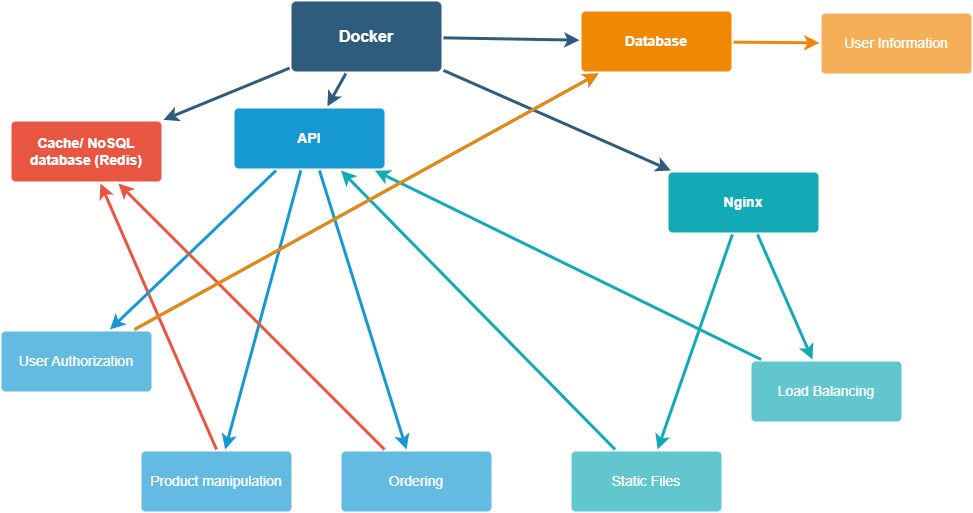 Docker
Database
User Information
Cache/ NoSQL
database (Redis)
API
Nginx
User Authorization
Load Balancing
Product manipulation
Ordering
Static Files